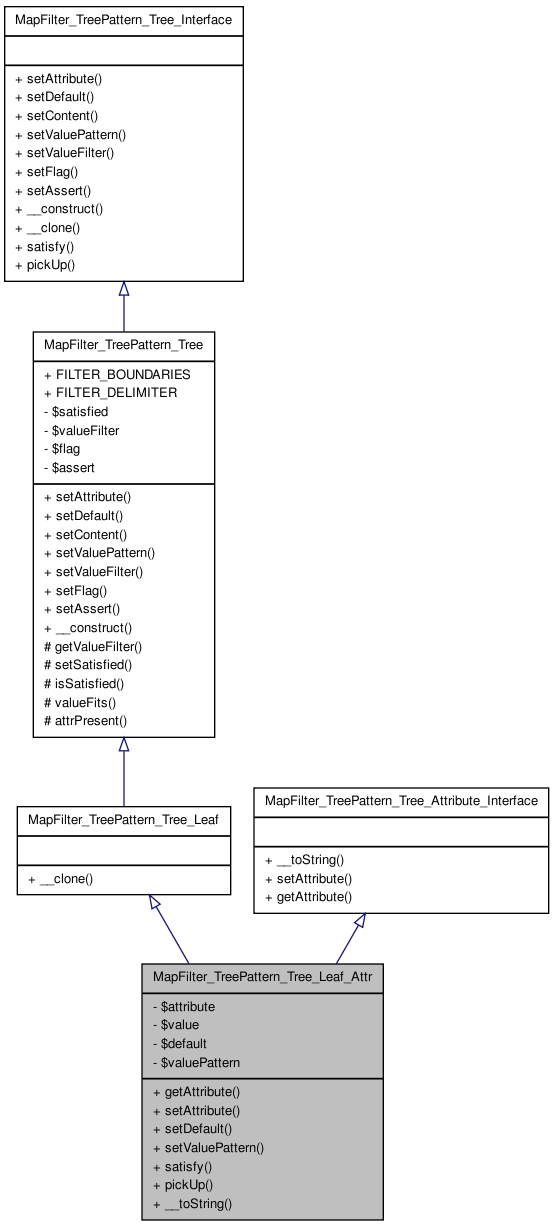 MapFilter_TreePattern_Tree_Interface
+ setAttribute()
+ setDefault()
+ setContent()
+ setValuePattern()
+ setValueFilter()
+ setFlag()
+ setAssert()
+ __construct()
+ __clone()
+ satisfy()
+ pickUp()
MapFilter_TreePattern_Tree
+ FILTER_BOUNDARIES
+ FILTER_DELIMITER
- $satisfied
- $valueFilter
- $flag
- $assert
+ setAttribute()
+ setDefault()
+ setContent()
+ setValuePattern()
+ setValueFilter()
+ setFlag()
+ setAssert()
+ __construct()
# getValueFilter()
# setSatisfied()
# isSatisfied()
# valueFits()
# attrPresent()
MapFilter_TreePattern_Tree_Leaf
+ __clone()
MapFilter_TreePattern_Tree_Attribute_Interface
+ __toString()
+ setAttribute()
+ getAttribute()
MapFilter_TreePattern_Tree_Leaf_Attr
- $attribute
- $value
- $default
- $valuePattern
+ getAttribute()
+ setAttribute()
+ setDefault()
+ setValuePattern()
+ satisfy()
+ pickUp()
+ __toString()